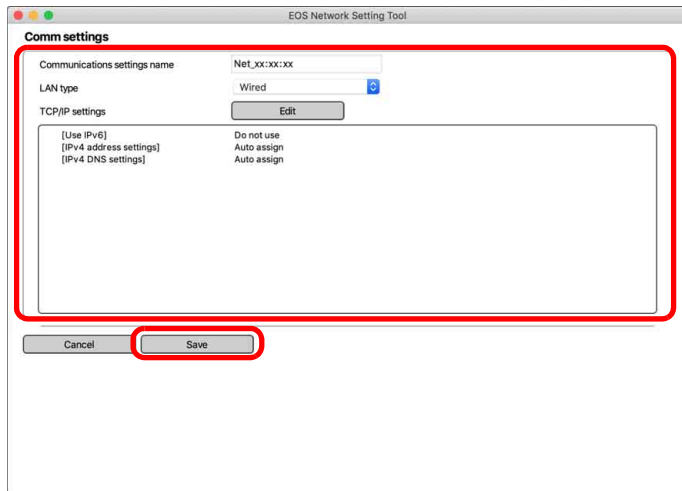 EOS Network Setting Tool
Comm settings
Communications settings name Net_xx:xx:xx
LAN type Wired
TCP/IP settings Edit
[Use IPv6] Do not use
[IPv4 address settings] Auto assign
[IPv4 DNS settings] Auto assign
Cancel Save